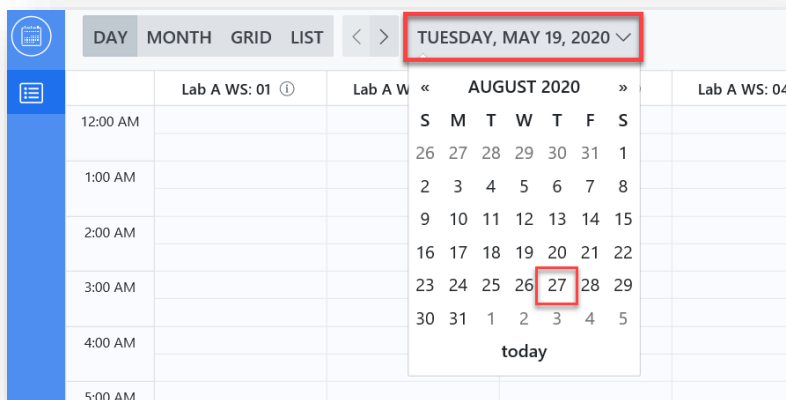 DAY MONTH GRID LIST < > TUESDAY, MAY 19, 2020
Lab A WS: 01
Lab A W
Lab A WS: 04
« AUGUST 2020 »
S M T W T F S
26 27 28 29 30 31 1
2 3 4 5 6 7 8
9 10 11 12 13 14 15
16 17 18 19 20 21 22
23 24 25 26 27 28 29
30 31 1 2 3 4 5
today
12:00 AM
1:00 AM
2:00 AM
3:00 AM
4:00 AM
5:00 AM